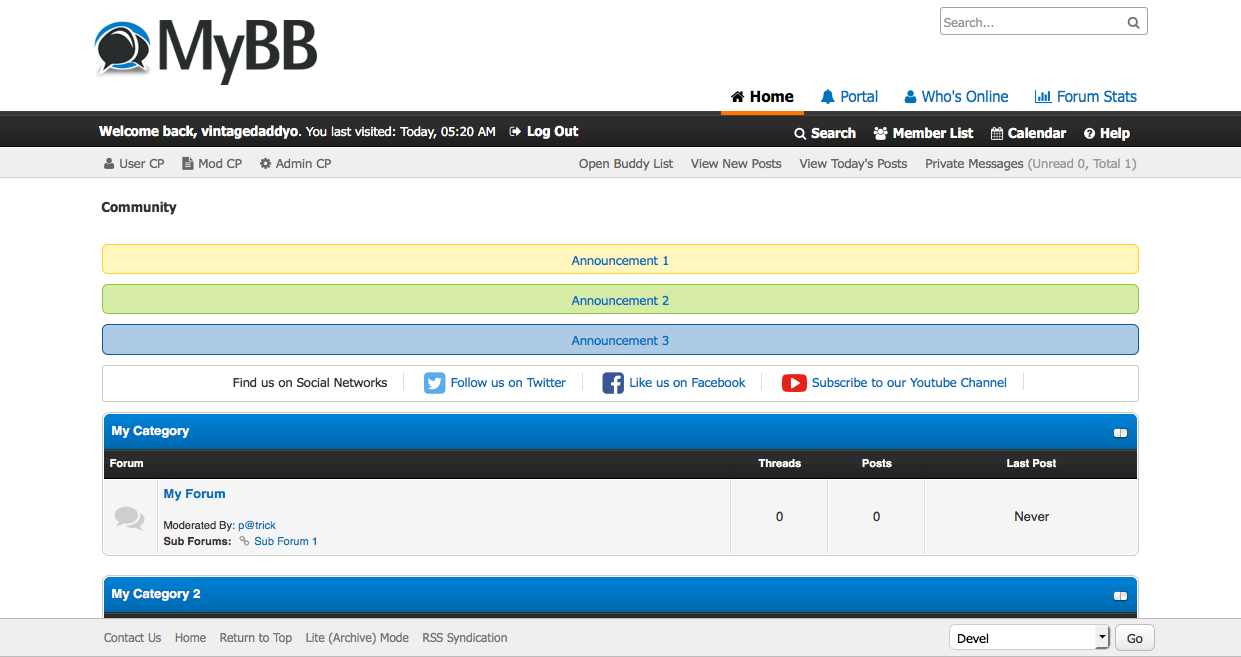 MyBB
Search...
Home Portal Who's Online Forum Stats
Welcome back, vintagedaddyo. You last visited: Today, 05:20 AM Log Out Search Member List Calendar Help
User CP Mod CP Admin CP Open Buddy List View New Posts View Today's Posts Private Messages (Unread 0, Total 1)
Community
Announcement 1
Announcement 2
Announcement 3
Find us on Social Networks Follow us on Twitter Like us on Facebook Subscribe to our Youtube Channel
My Category
Forum Threads Posts Last Post
My Forum
0 0 Never
Moderated By: p@trick
Sub Forums: Sub Forum 1
My Category 2
Contact Us Home Return to Top Lite (Archive) Mode RSS Syndication Devel Go